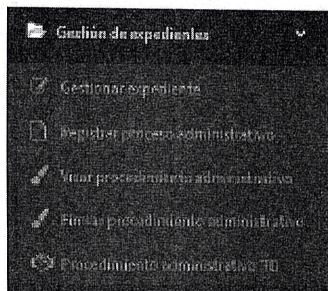 Gestión de expedientes
Gestionar expediente
Registrar proceso administrativo
Visar procedimiento administrativo
Firmar procedimiento administrativo
Procedimiento administrativo TD